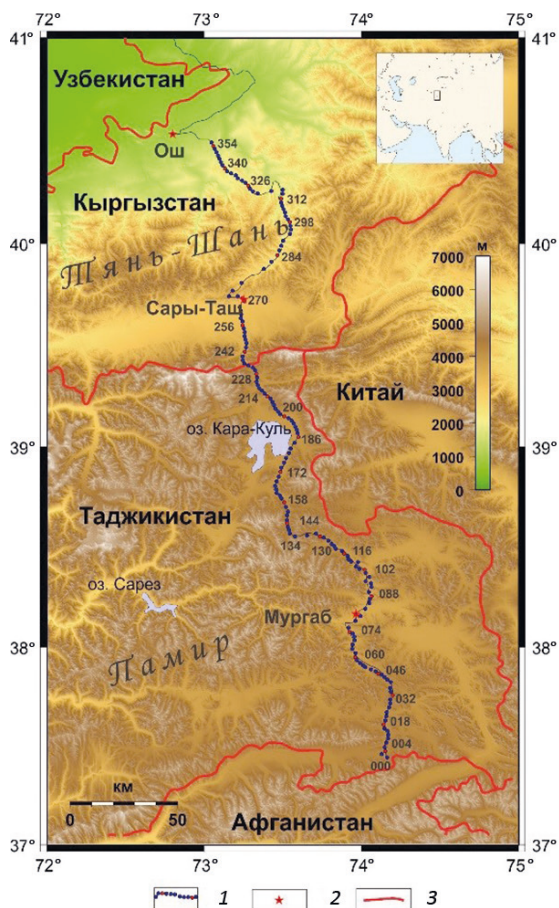 72° 73° 74° 75°
41° 41°
Узбекистан
Ош
354
340
326
Кыргызстан
312
298
м
7000
6000
5000
4000
3000
2000
1000
0
40° 40°
Тянь-Шань
284
Сары-Таш 270
256
242
228
Китай
214
200
оз. Кара-Куль
186
39° 39°
172
158
Таджикистан
144
134 130 116
102
оз. Сарез
088
Мургаб
074
38° 38°
Памир
060
046
032
018
004
000
км
0 50
Афганистан
37° 37°
72° 73° 74° 75°
1 2 3